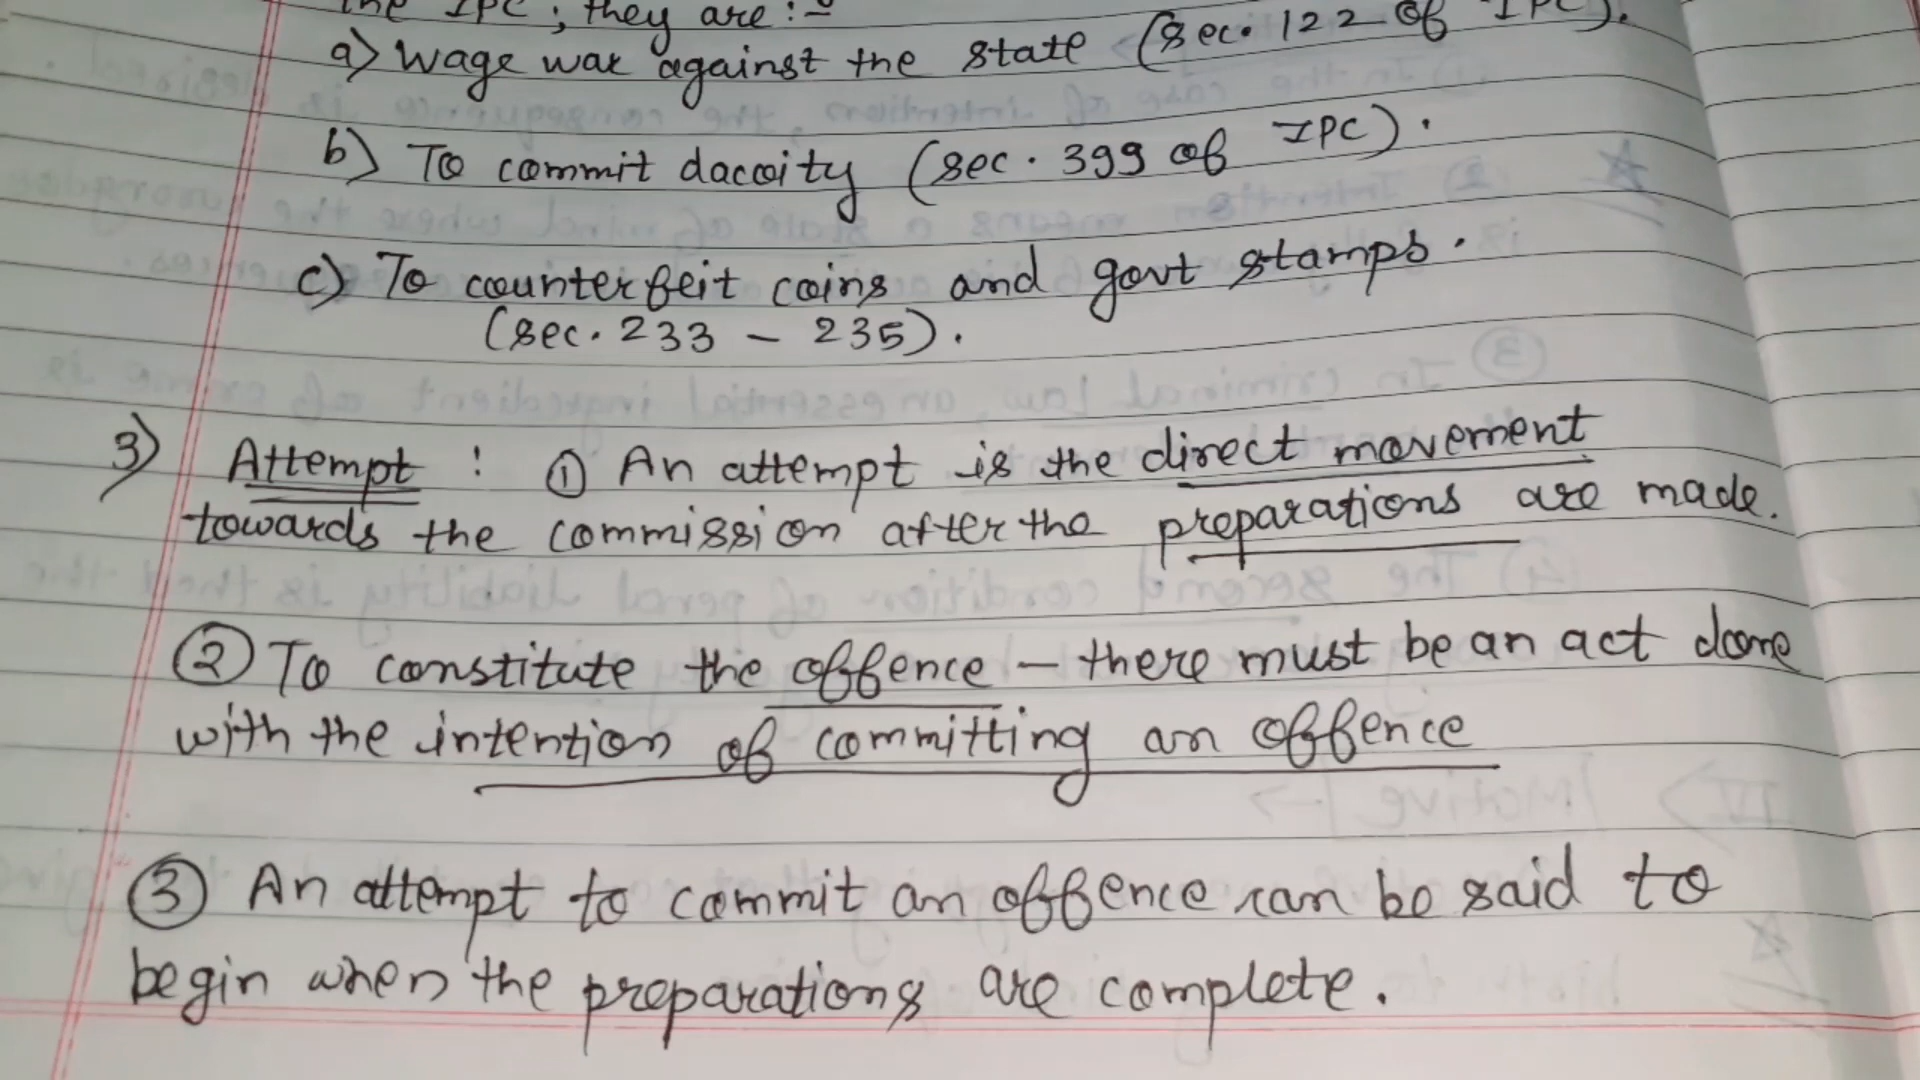 the IPC; they are :-
a) Wage war against the state (sec. 122 of IPC).
b) To commit dacoity (sec. 399 of IPC).
c) To counterfeit coins and govt stamps.
(sec. 233 - 235).
3) Attempt : ① An attempt is the direct movement
towards the commission after the preparations are made.
② To constitute the offence - there must be an act done
with the intention of committing an offence
③ An attempt to commit an offence can be said to
begin when the preparations are complete.